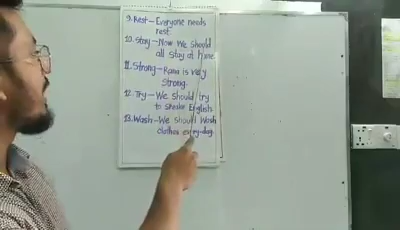 9. Rest – Everyone needs
rest
10. Stay – Now we should
all stay at home
11. Strong – Rana is very
strong.
12. Try – We should try
to speak English
13. Wash – We should wash
clothes every-day.